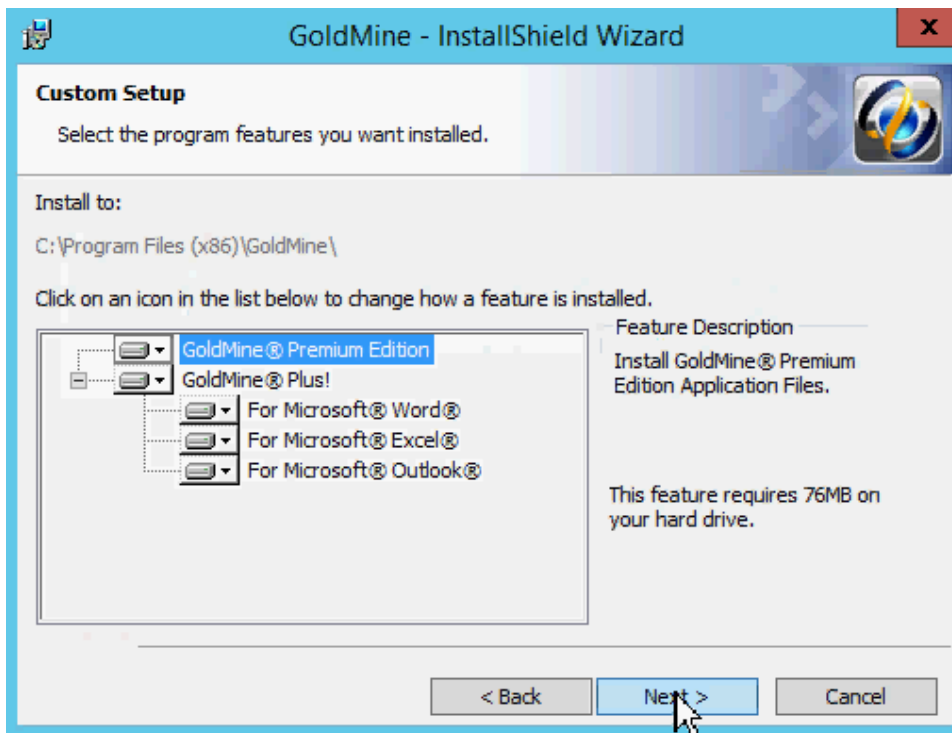 GoldMine - InstallShield Wizard
x
Custom Setup
Select the program features you want installed.
Install to:
C:\Program Files (x86)\GoldMine\
Click on an icon in the list below to change how a feature is installed.
GoldMine® Premium Edition
GoldMine® Plus!
For Microsoft® Word®
For Microsoft® Excel®
For Microsoft® Outlook®
Feature Description
Install GoldMine® Premium
Edition Application Files.
This feature requires 76MB on
your hard drive.
< Back
Next >
Cancel